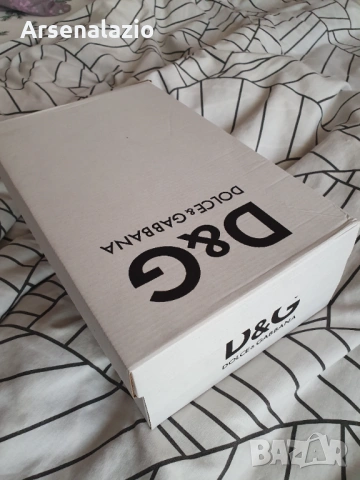 Arsenalazio
D&G
DOLCE & GABBANA
D&G
DOLCE & GABBANA
BAZAR